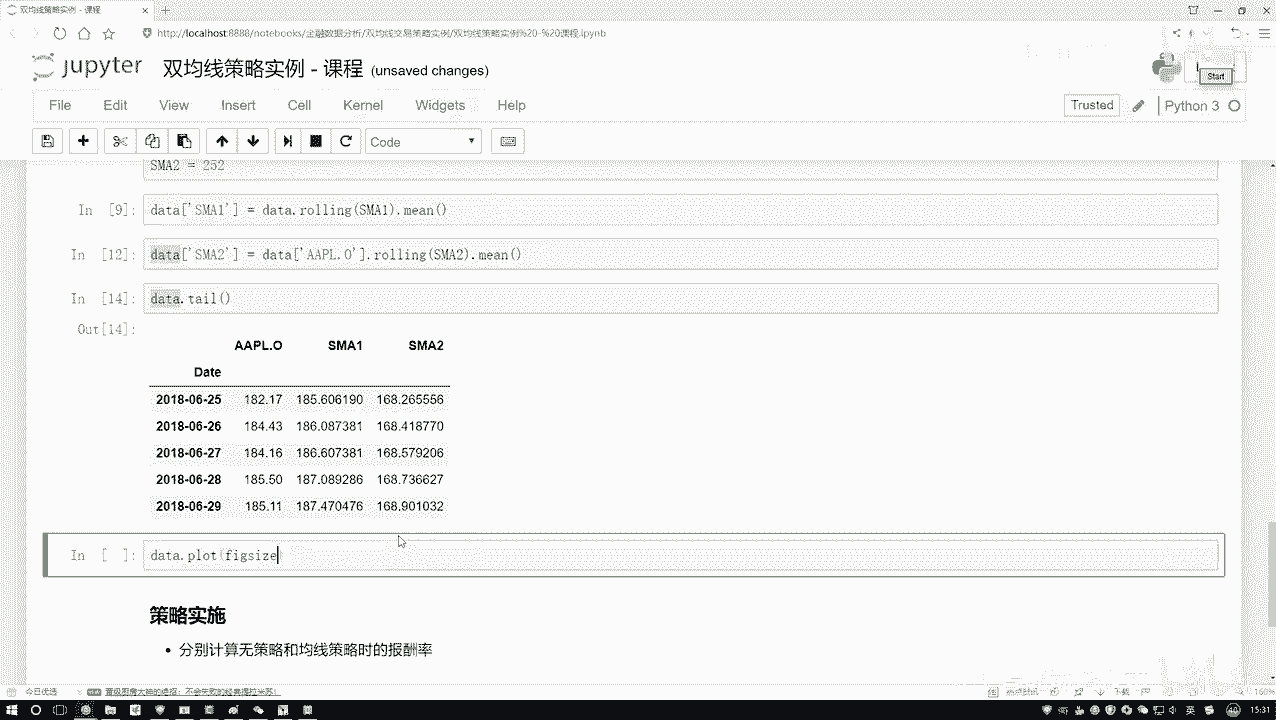 双均线策略实例 - 课程
http://localhost:8888/notebooks/金融数据分析/双均线交易策略实例/双均线策略实例%20-%20课程.ipynb
jupyter 双均线策略实例 - 课程 (unsaved changes)
Start
File Edit View Insert Cell Kernel Widgets Help
Trusted Python 3
Code
SMA2 = 252
In [9]: data['SMA1'] = data.rolling(SMA1).mean()
In [12]: data['SMA2'] = data['AAPL.O'].rolling(SMA2).mean()
In [14]: data.tail()
Out[14]:
AAPL.O SMA1 SMA2
Date
2018-06-25 182.17 185.606190 168.265556
2018-06-26 184.43 186.087381 168.418770
2018-06-27 184.16 186.607381 168.579206
2018-06-28 185.50 187.089286 168.736627
2018-06-29 185.11 187.470476 168.901032
In [ ]: data.plot(figsize)
策略实施
• 分别计算无策略和均线策略时的报酬率
今日优选
下载
160%
英
15:31